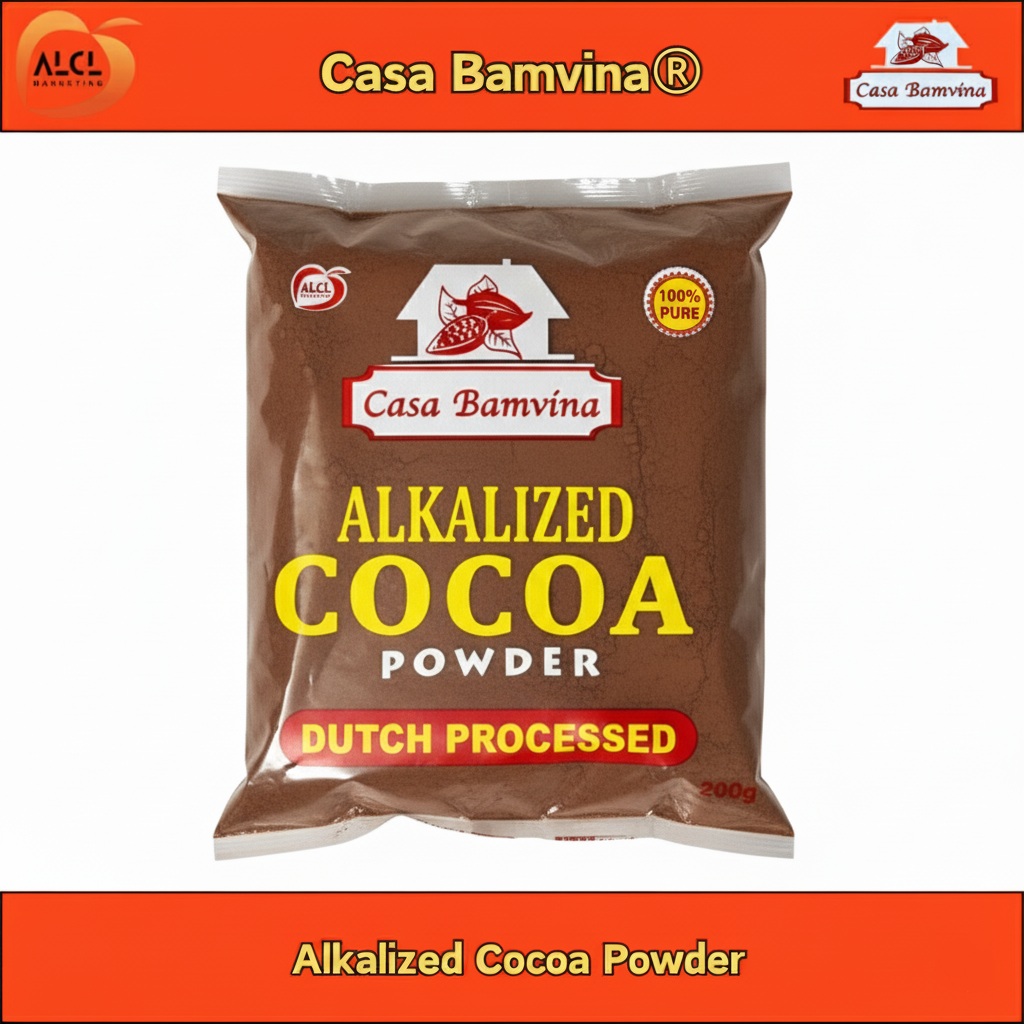 ALCL
MARKETING
Casa Bamvina®
Casa Bamvina
ALCL
100%
PURE
Casa Bamvina
ALKALIZED
COCOA
POWDER
DUTCH PROCESSED
200g
Alkalized Cocoa Powder